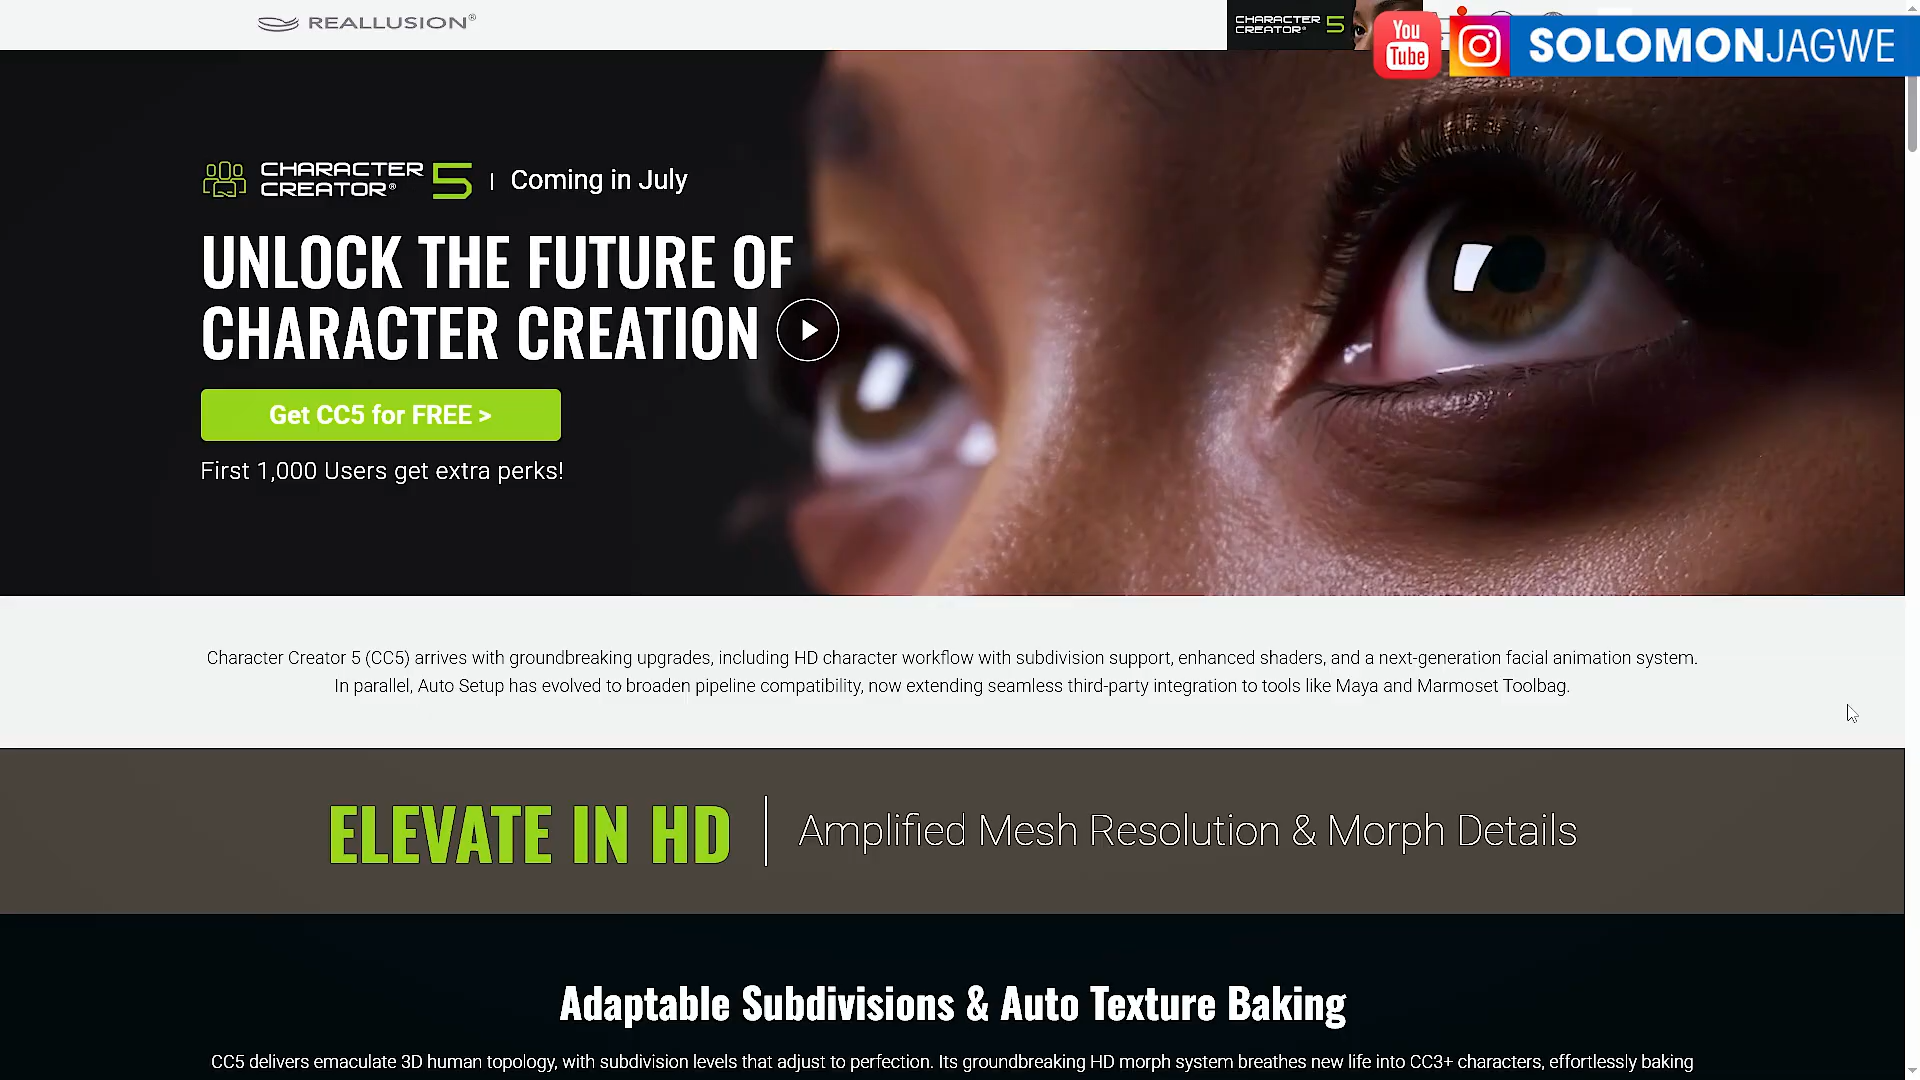 REALLUSION®
CHARACTER CREATOR® 5
You Tube
SOLOMONJAGWE
CHARACTER CREATOR® 5 | Coming in July
UNLOCK THE FUTURE OF
CHARACTER CREATION
Get CC5 for FREE >
First 1,000 Users get extra perks!
Character Creator 5 (CC5) arrives with groundbreaking upgrades, including HD character workflow with subdivision support, enhanced shaders, and a next-generation facial animation system.
In parallel, Auto Setup has evolved to broaden pipeline compatibility, now extending seamless third-party integration to tools like Maya and Marmoset Toolbag.
ELEVATE IN HD | Amplified Mesh Resolution & Morph Details
Adaptable Subdivisions & Auto Texture Baking
CC5 delivers emaculate 3D human topology, with subdivision levels that adjust to perfection. Its groundbreaking HD morph system breathes new life into CC3+ characters, effortlessly baking